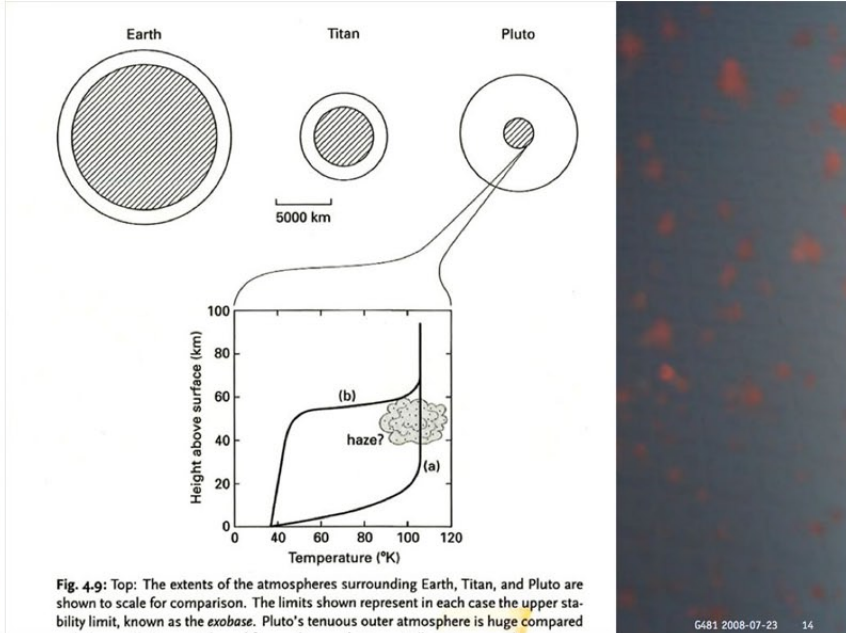 Earth Titan Pluto
5000 km
100
80
60
40
20
0
Height above surface (km)
(b)
haze?
(a)
0 40 60 80 100 120
Temperature (°K)
Fig. 4.9: Top: The extents of the atmospheres surrounding Earth, Titan, and Pluto are
shown to scale for comparison. The limits shown represent in each case the upper sta-
bility limit, known as the exobase. Pluto's tenuous outer atmosphere is huge compared
G481 2008-07-23 14